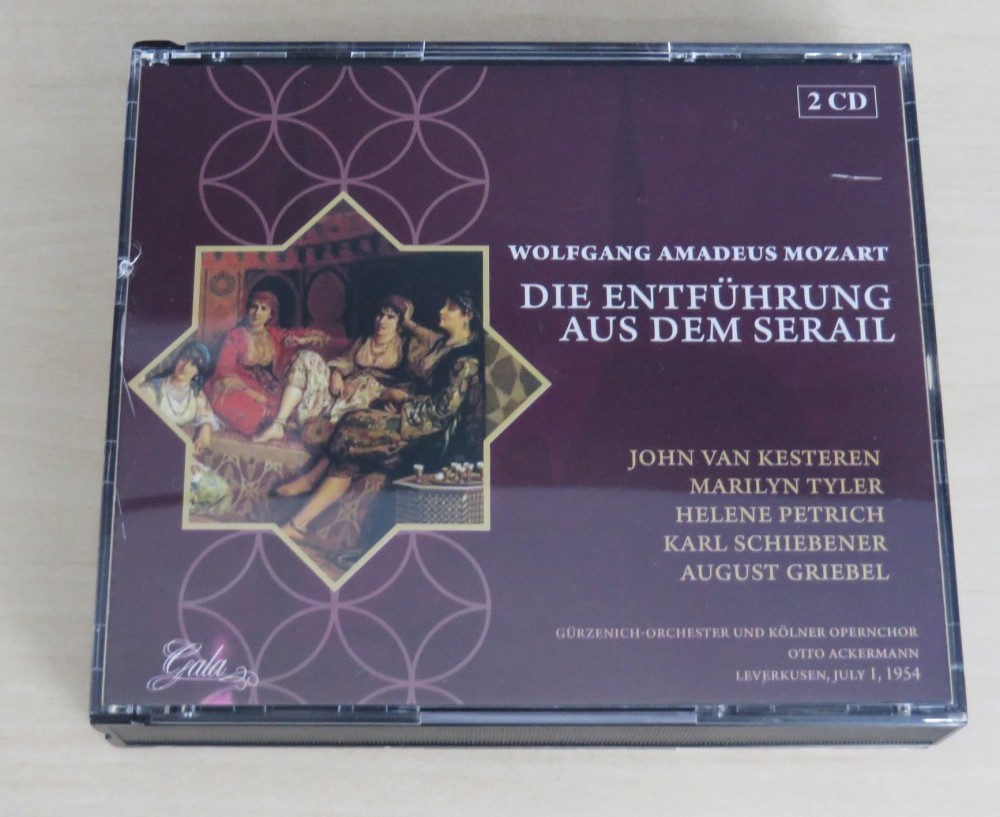 2 CD
WOLFGANG AMADEUS MOZART
DIE ENTFÜHRUNG
AUS DEM SERAIL
JOHN VAN KESTEREN
MARILYN TYLER
HELENE PETRICH
KARL SCHIEBENER
AUGUST GRIEBEL
GÜRZENICH-ORCHESTER UND KÖLNER OPERNCHOR
OTTO ACKERMANN
LEVERKUSEN, JULY 1, 1954
Gala